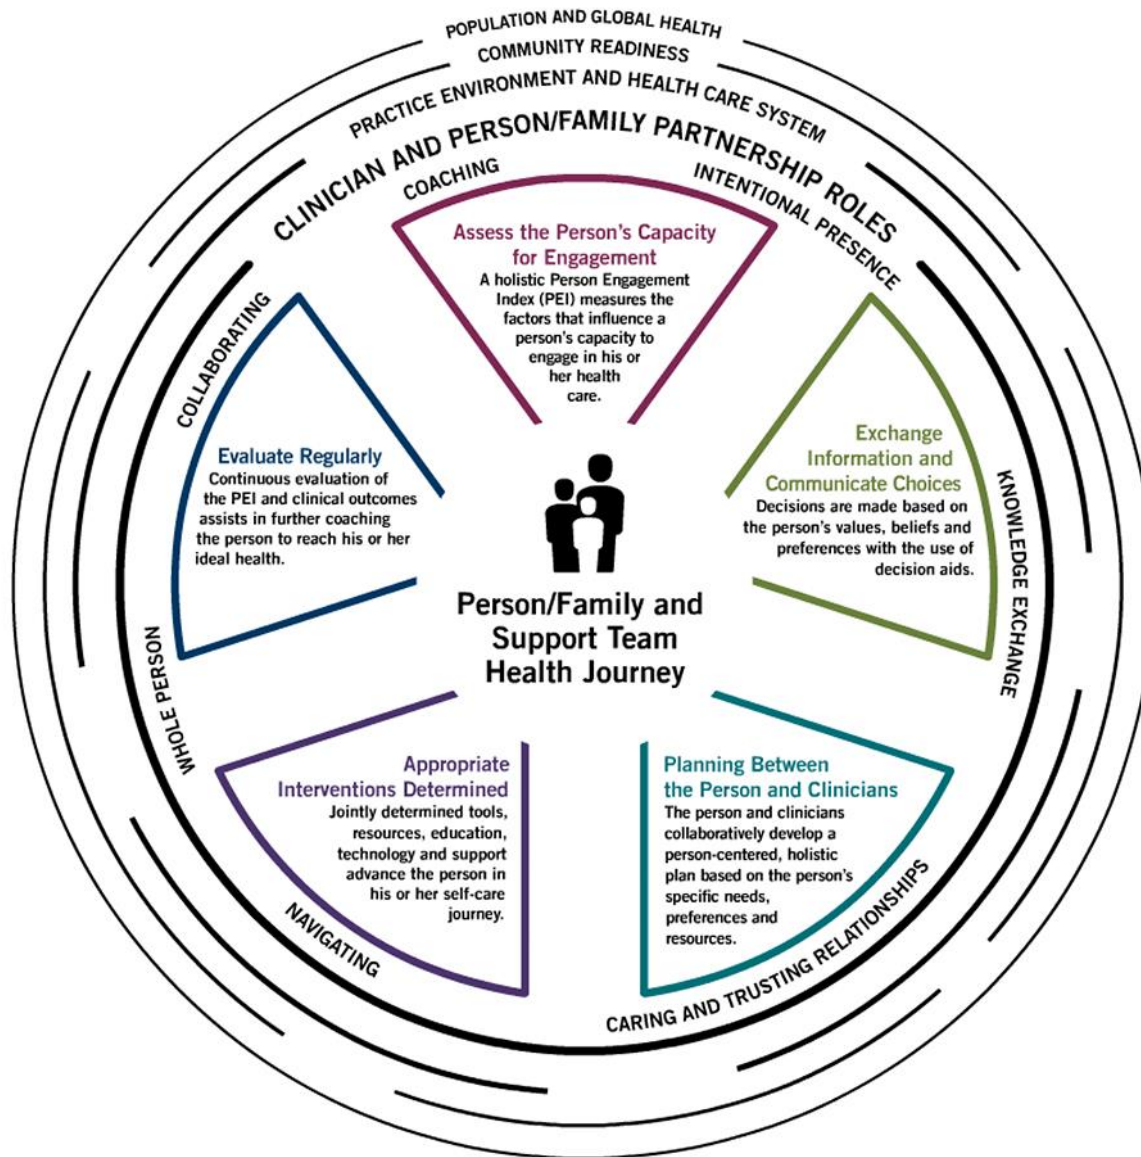 POPULATION AND GLOBAL HEALTH
COMMUNITY READINESS
PRACTICE ENVIRONMENT AND HEALTH CARE SYSTEM
CLINICIAN AND PERSON/FAMILY PARTNERSHIP ROLES
COACHING
INTENTIONAL PRESENCE
KNOWLEDGE EXCHANGE
CARING AND TRUSTING RELATIONSHIPS
NAVIGATING
WHOLE PERSON
COLLABORATING
Assess the Person's Capacity
for Engagement
A holistic Person Engagement
Index (PEI) measures the
factors that influence a
person's capacity to
engage in his or
her health
care.
Exchange
Information and
Communicate Choices
Decisions are made based on
the person's values, beliefs and
preferences with the use of
decision aids.
Planning Between
the Person and Clinicians
The person and clinicians
collaboratively develop a
person-centered, holistic
plan based on the person's
specific needs,
preferences and
resources.
Appropriate
Interventions Determined
Jointly determined tools,
resources, education,
technology and support
advance the person in
his or her self-care
journey.
Evaluate Regularly
Continuous evaluation of
the PEI and clinical outcomes
assists in further coaching
the person to reach his or her
ideal health.
Person/Family and
Support Team
Health Journey